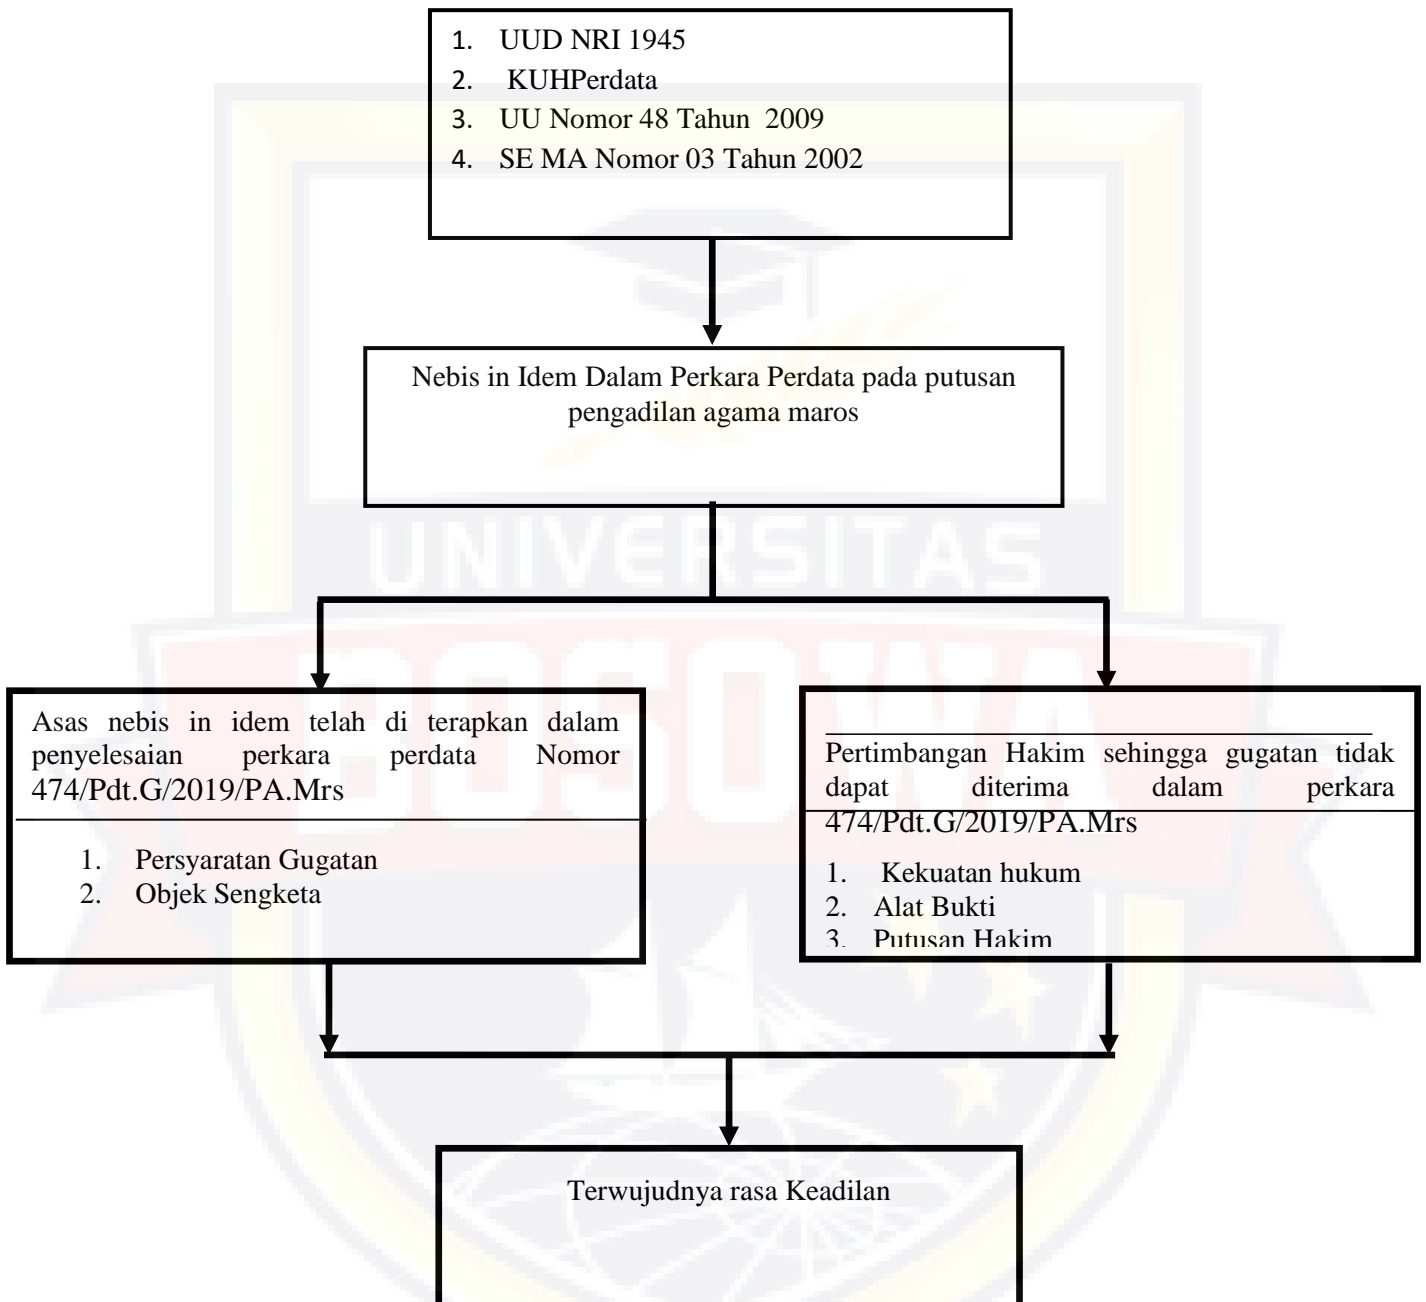 1. UUD NRI 1945
2. KUHPerdata
3. UU Nomor 48 Tahun 2009
4. SE MA Nomor 03 Tahun 2002
Nebis in Idem Dalam Perkara Perdata pada putusan
pengadilan agama maros
UNIVERSITAS
BOSOWA
Asas nebis in idem telah di terapkan dalam
penyelesaian perkara perdata Nomor
474/Pdt.G/2019/PA.Mrs
1. Persyaratan Gugatan
2. Objek Sengketa
Pertimbangan Hakim sehingga gugatan tidak
dapat diterima dalam perkara
474/Pdt.G/2019/PA.Mrs
1. Kekuatan hukum
2. Alat Bukti
3. Putusan Hakim
Terwujudnya rasa Keadilan